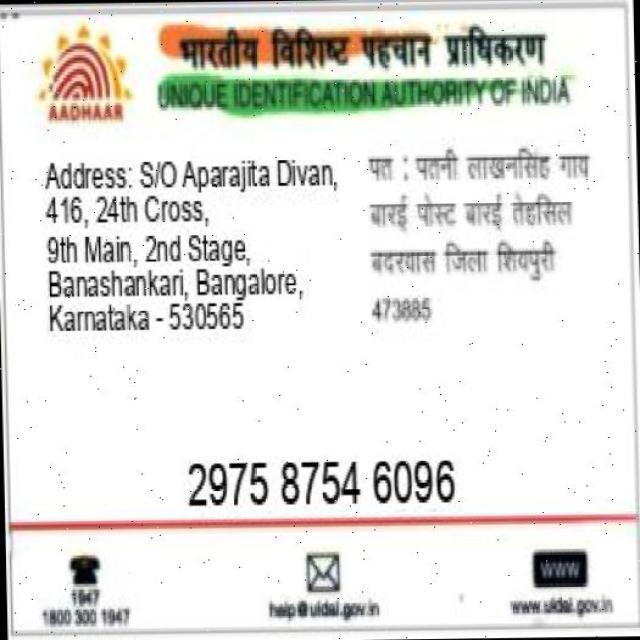 भारतीय विशिष्ट पहचान प्राधिकरण
UNIQUE IDENTIFICATION AUTHORITY OF INDIA
AADHAAR
Address: S/O Aparajita Divan,
416, 24th Cross,
9th Main, 2nd Stage,
Banashankari, Bangalore,
Karnataka - 530565
पत : पतनी लाखनसिंह गाव
बारई पोस्ट बारई तेहसिल
बदरवास जिला शिवपुरी
473885
2975 8754 6096
1947
1800 300 1947
help@uidai.gov.in
WWW
www.uidai.gov.in